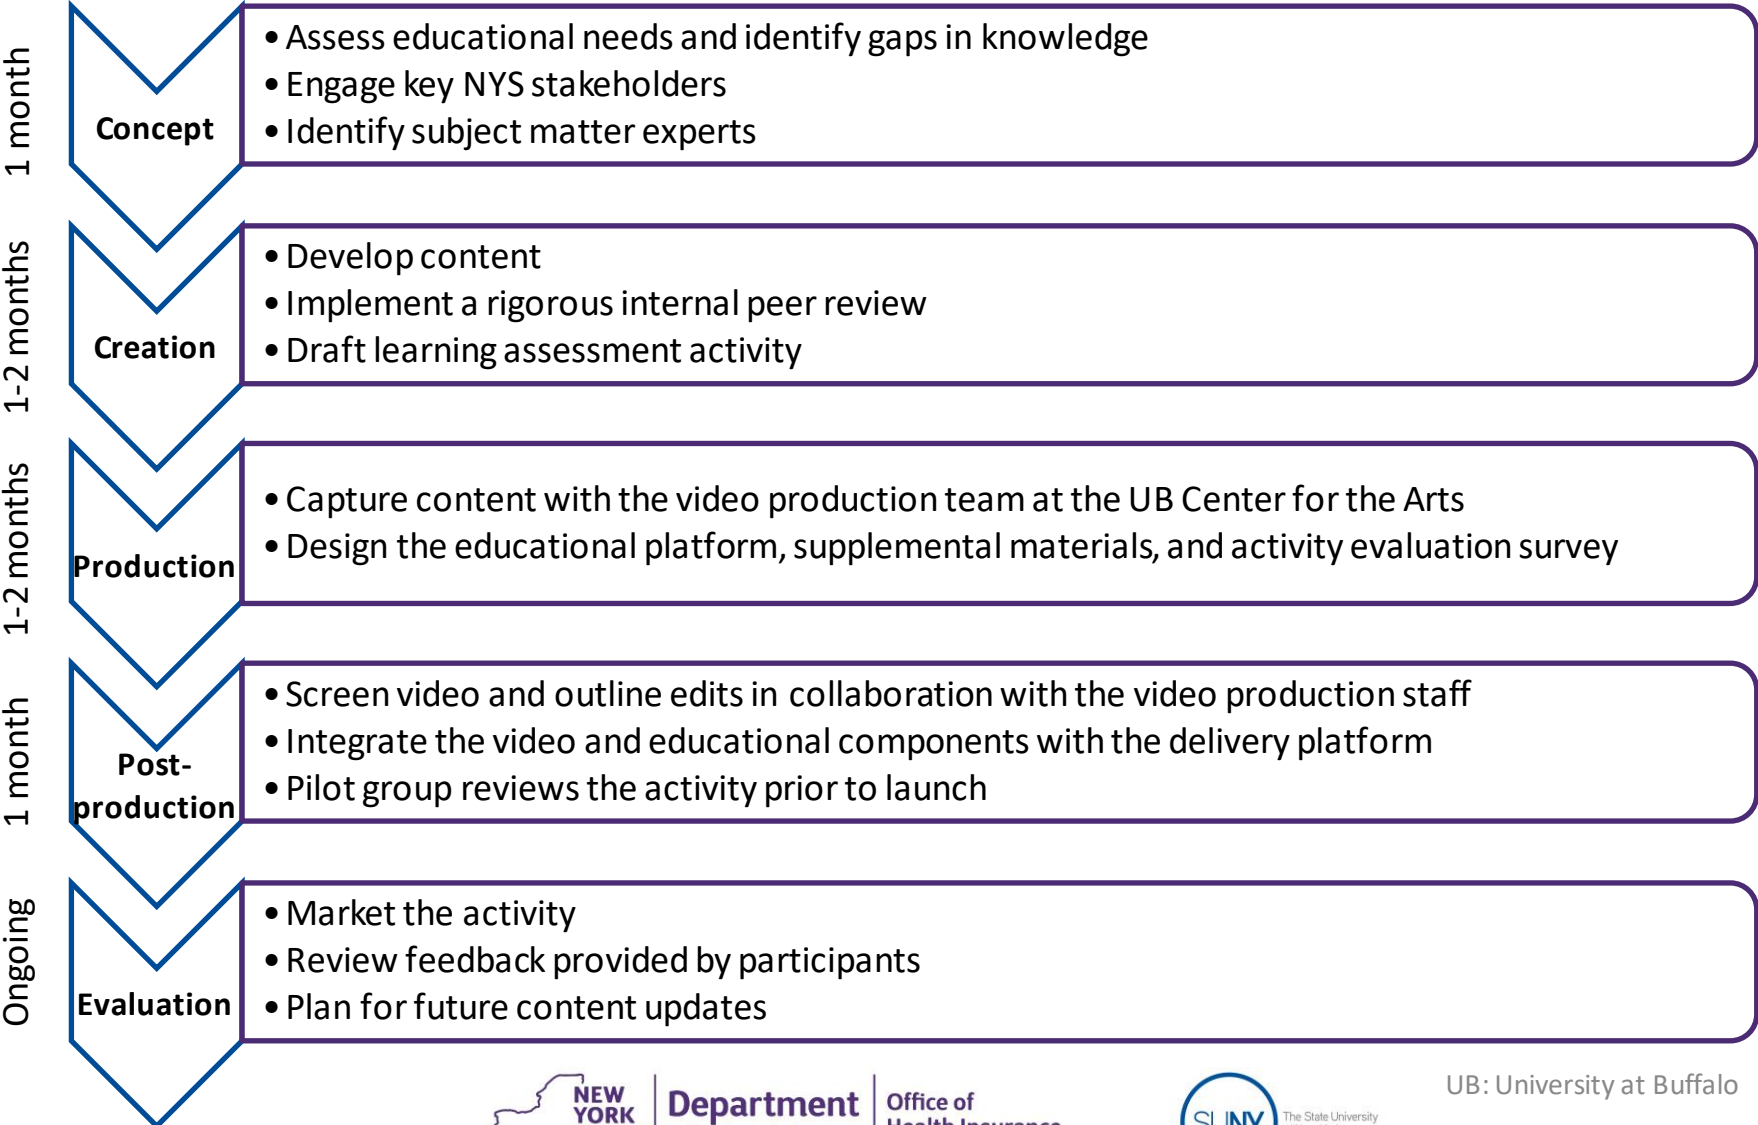 1 month
Concept
• Assess educational needs and identify gaps in knowledge
• Engage key NYS stakeholders
• Identify subject matter experts
1-2 months
Creation
• Develop content
• Implement a rigorous internal peer review
• Draft learning assessment activity
1-2 months
Production
• Capture content with the video production team at the UB Center for the Arts
• Design the educational platform, supplemental materials, and activity evaluation survey
1 month
Post-
production
• Screen video and outline edits in collaboration with the video production staff
• Integrate the video and educational components with the delivery platform
• Pilot group reviews the activity prior to launch
Ongoing
Evaluation
• Market the activity
• Review feedback provided by participants
• Plan for future content updates
NEW
YORK
Department
Office of
Health Insurance
SUNY
The State University
UB: University at Buffalo